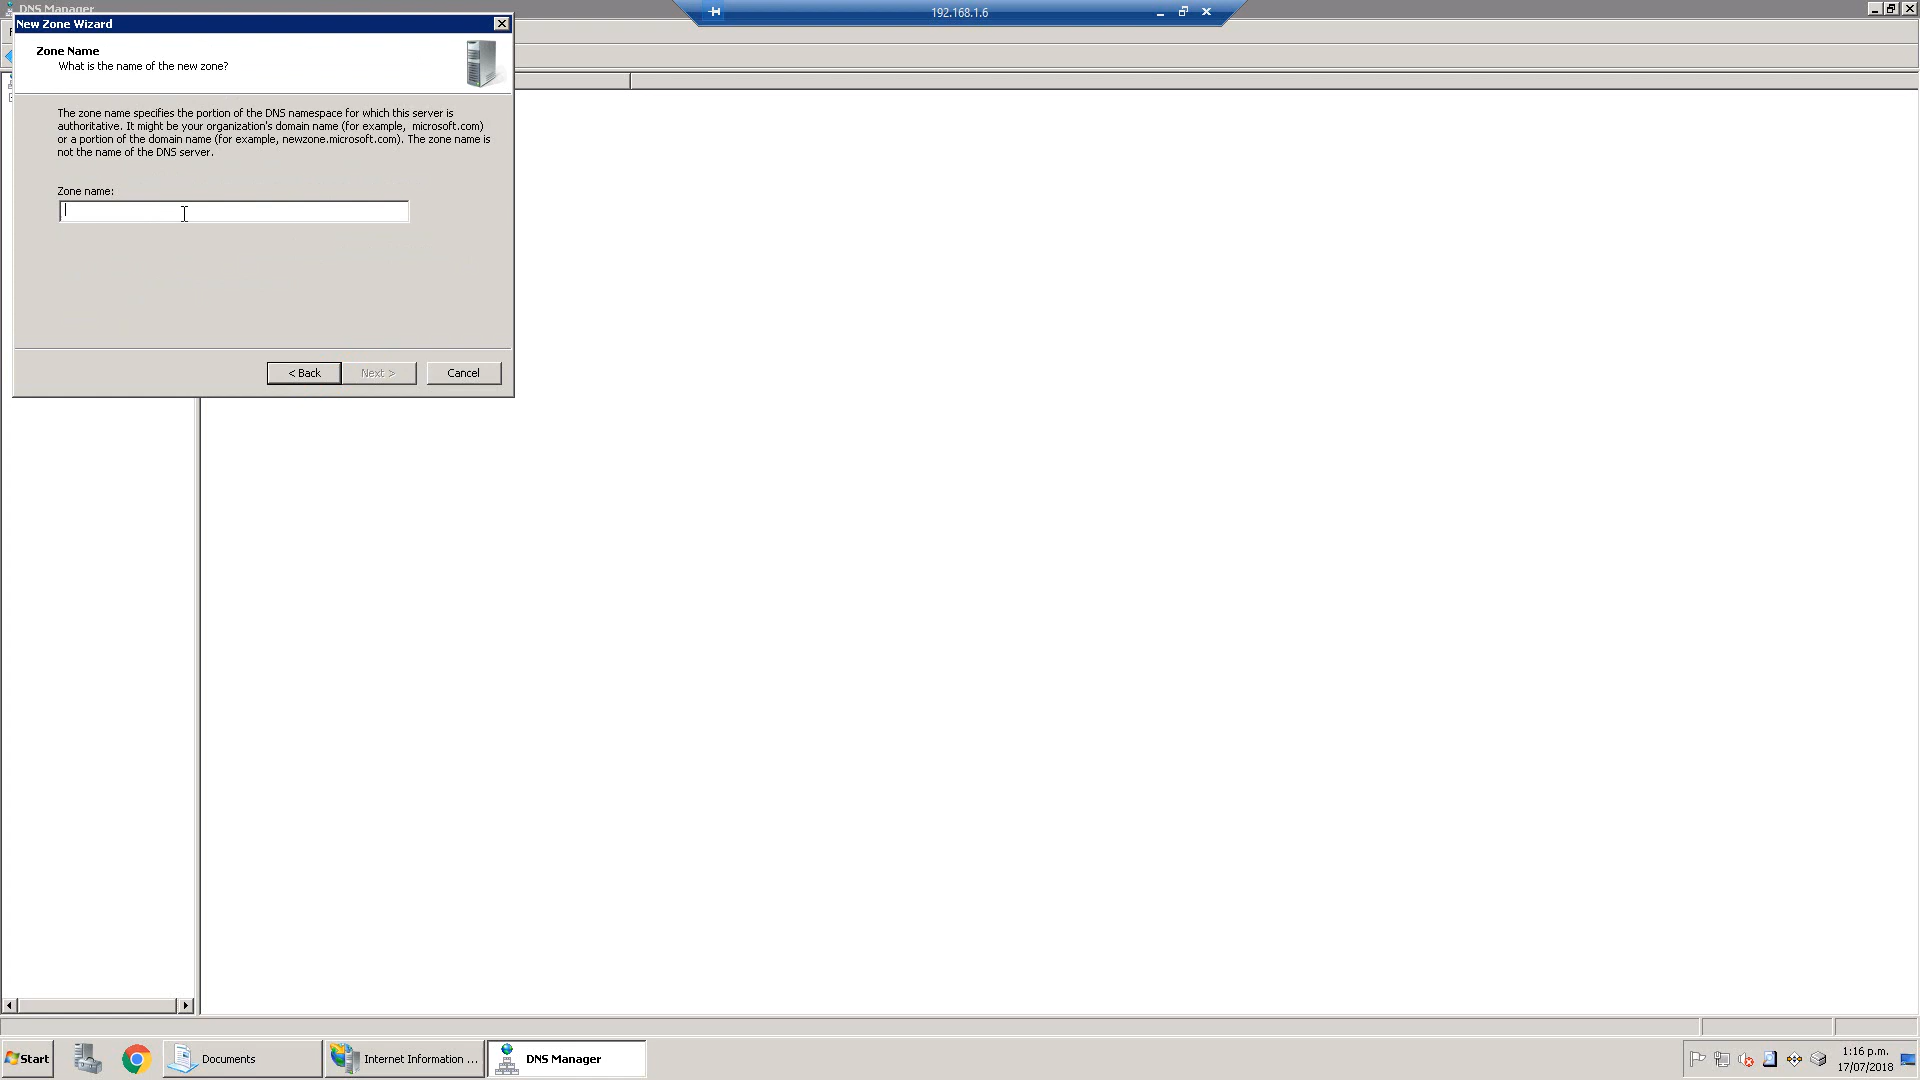 DNS Manager
New Zone Wizard
192.168.1.6
Zone Name
What is the name of the new zone?
The zone name specifies the portion of the DNS namespace for which this server is
authoritative. It might be your organization's domain name (for example, microsoft.com)
or a portion of the domain name (for example, newzone.microsoft.com). The zone name is
not the name of the DNS server.
Zone name:
< Back
Next >
Cancel
Start
Documents
Internet Information ...
DNS Manager
1:16 p.m.
17/07/2018